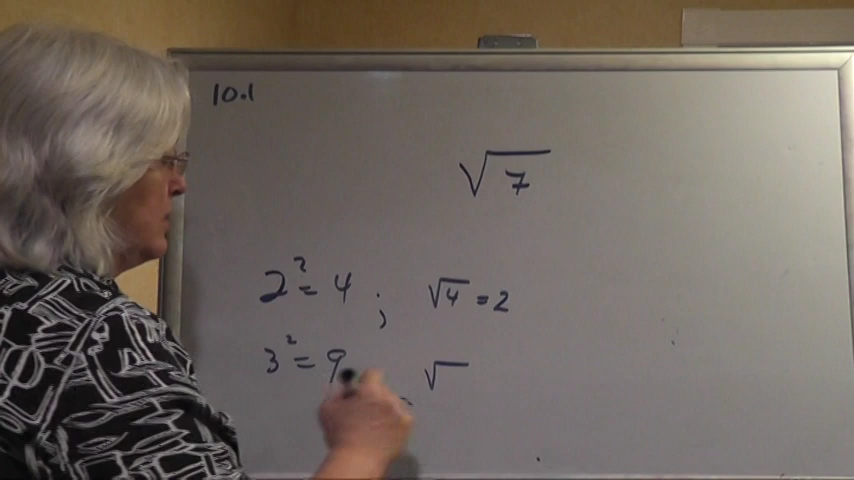 10.1
√7
2² = 4 ; √4 = 2
3² = 9 √